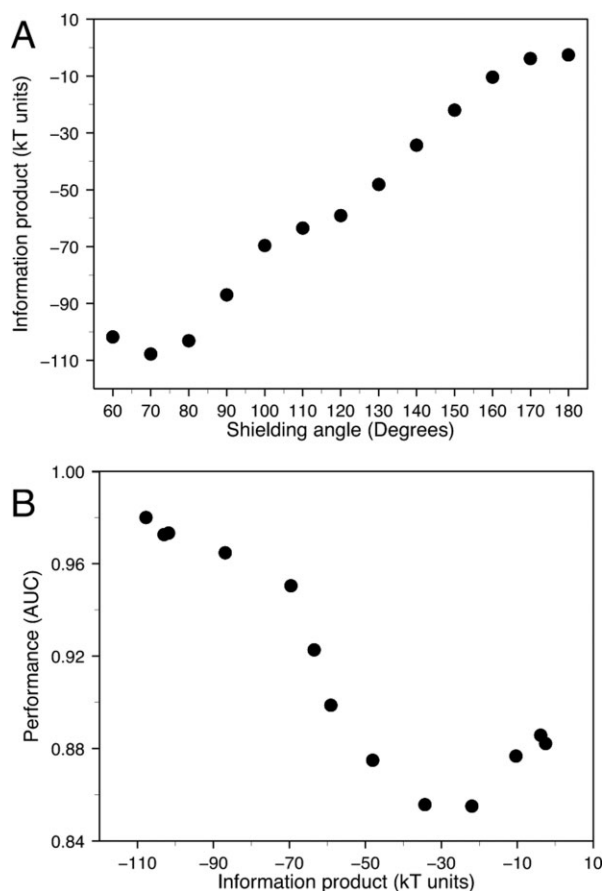 A
Information product (kT units)
10
−10
−30
−50
−70
−90
−110
60 70 80 90 100 110 120 130 140 150 160 170 180
Shielding angle (Degrees)
B
Performance (AUC)
1.00
0.96
0.92
0.88
0.84
−110 −90 −70 −50 −30 −10 10
Information product (kT units)